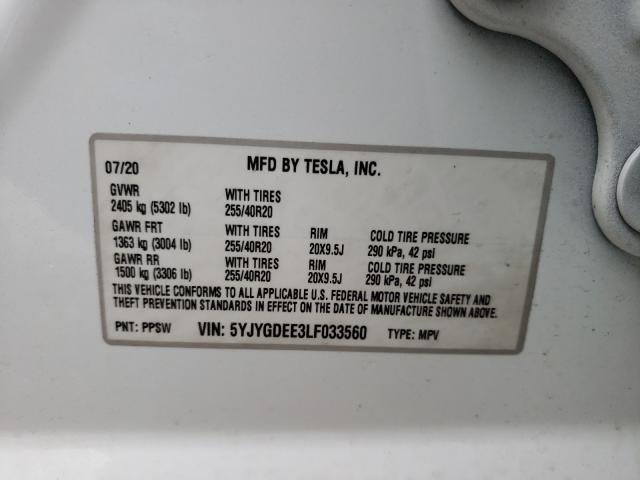 07/20 MFD BY TESLA, INC.
GVWR WITH TIRES
2405 kg (5302 lb) 255/40R20
GAWR FRT WITH TIRES RIM COLD TIRE PRESSURE
1363 kg (3004 lb) 255/40R20 20X9.5J 290 kPa, 42 psi
GAWR RR WITH TIRES RIM COLD TIRE PRESSURE
1500 kg (3306 lb) 255/40R20 20X9.5J 290 kPa, 42 psi
THIS VEHICLE CONFORMS TO ALL APPLICABLE U.S. FEDERAL MOTOR VEHICLE SAFETY AND
THEFT PREVENTION STANDARDS IN EFFECT ON THE DATE OF MANUFACTURE SHOWN ABOVE.
PNT: PPSW VIN: 5YJYGDEE3LF033560 TYPE: MPV